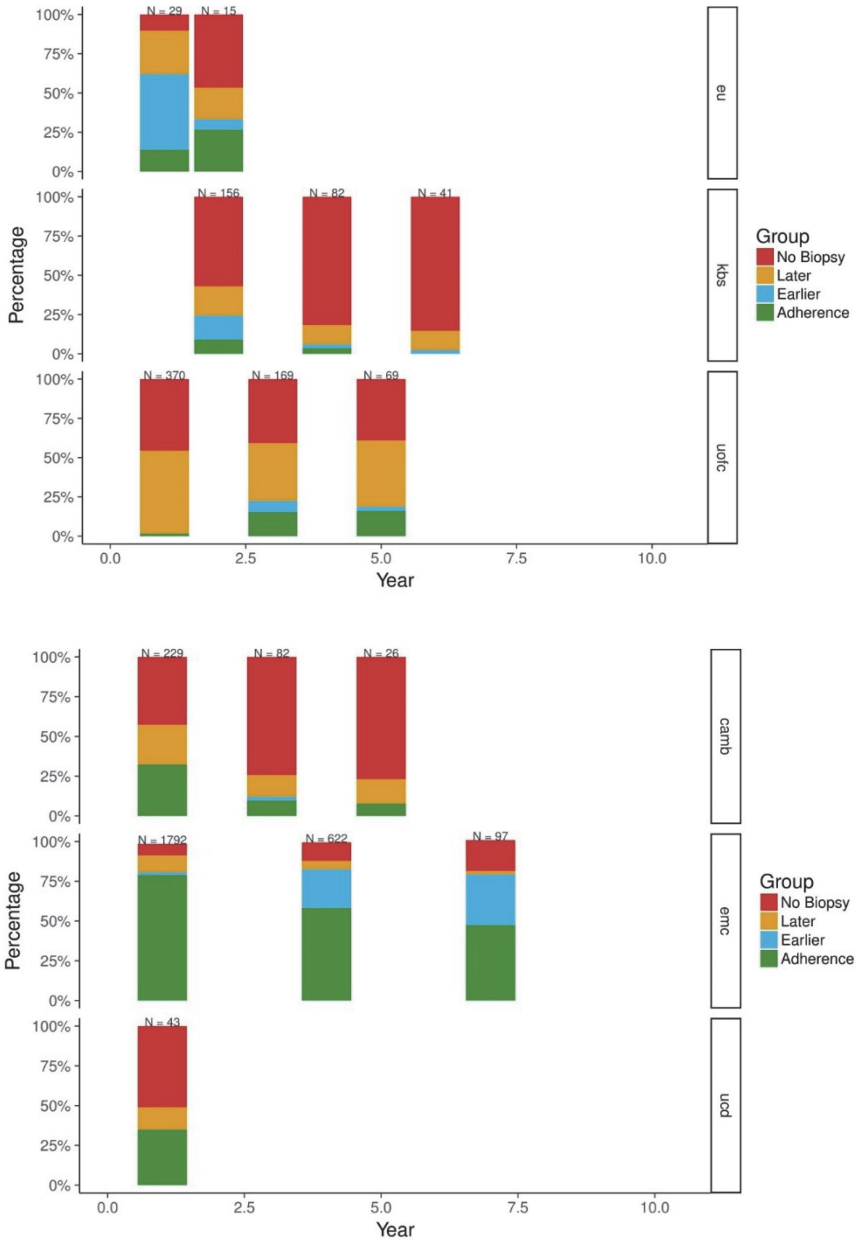 N = 29 N = 15
100%
75%
50%
25%
0%
eu
N = 156 N = 82 N = 41
100%
75%
50%
25%
0%
kbs
N = 370 N = 169 N = 69
100%
75%
50%
25%
0%
uofc
Percentage
0.0 2.5 5.0 7.5 10.0
Year
Group
No Biopsy
Later
Earlier
Adherence
N = 229 N = 82 N = 26
100%
75%
50%
25%
0%
camb
N = 1792 N = 622 N = 97
100%
75%
50%
25%
0%
emc
N = 43
100%
75%
50%
25%
0%
ucd
Percentage
0.0 2.5 5.0 7.5 10.0
Year
Group
No Biopsy
Later
Earlier
Adherence